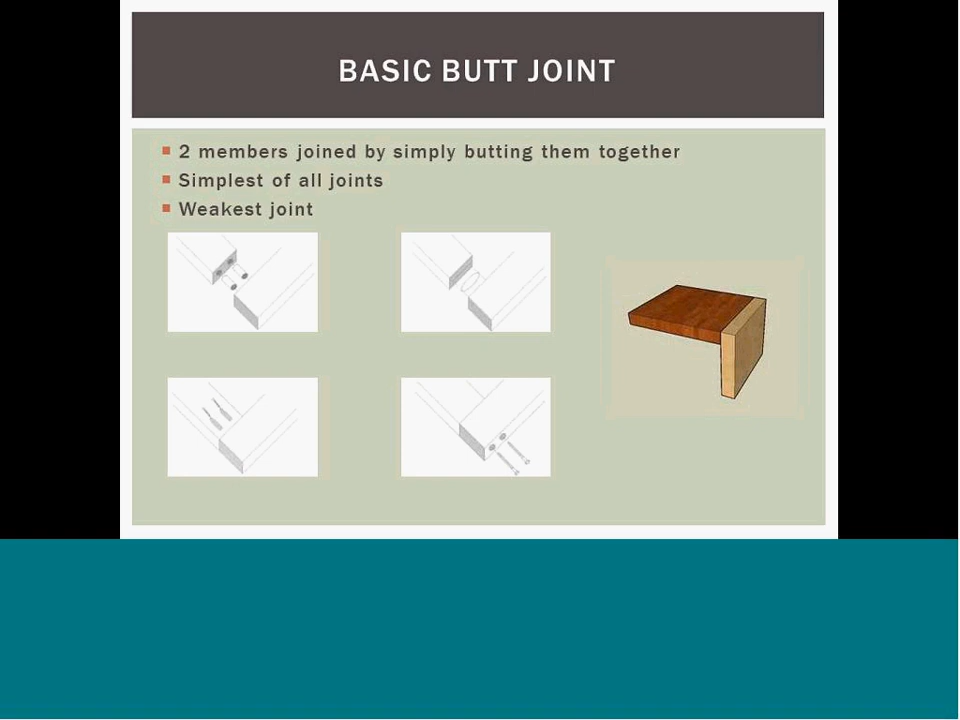 BASIC BUTT JOINT
2 members joined by simply butting them together
Simplest of all joints
Weakest joint